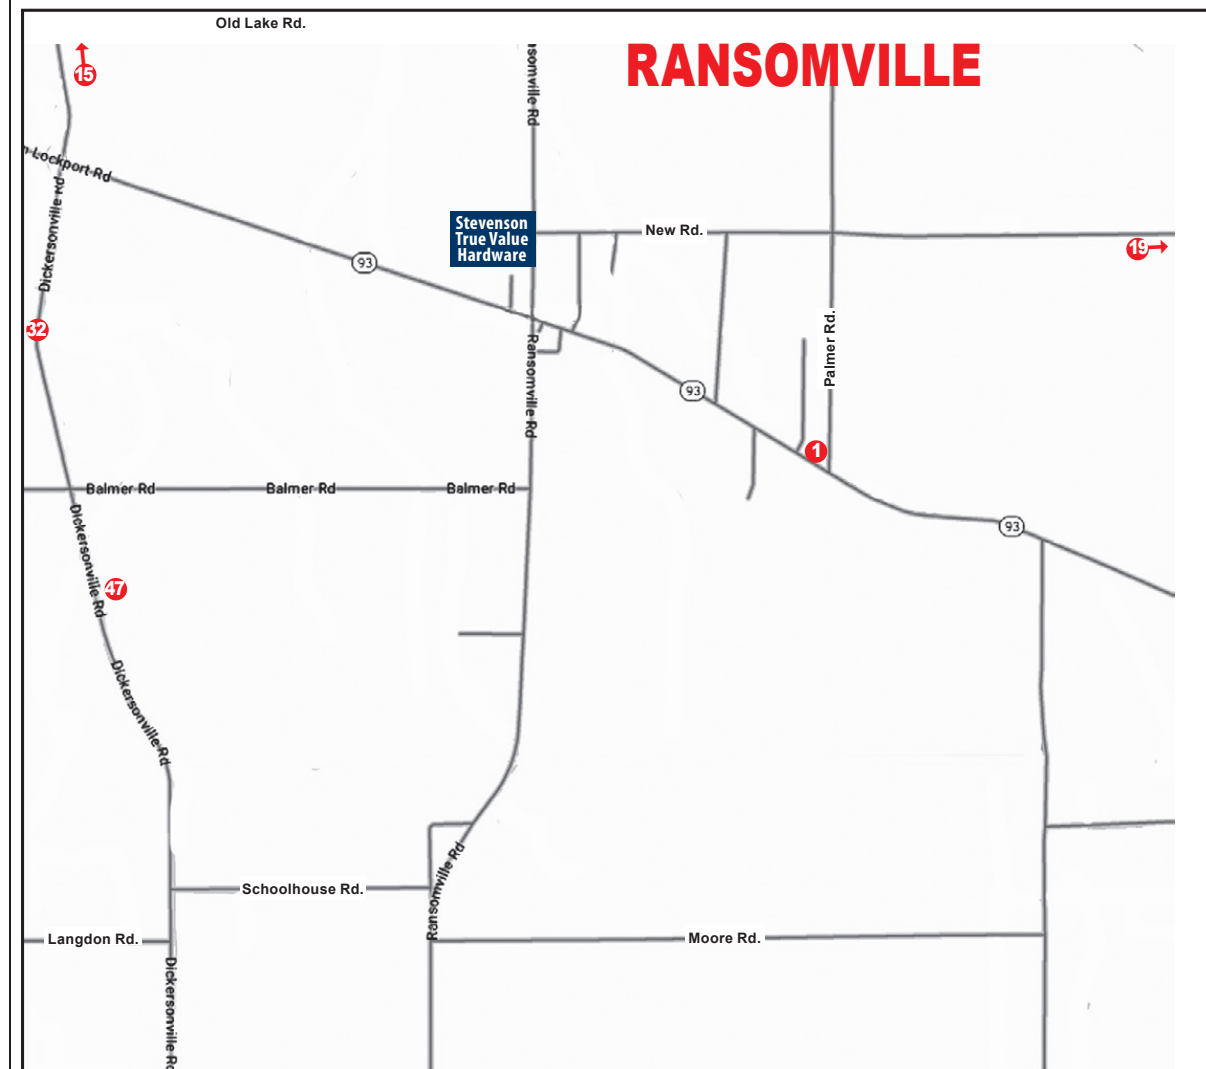 Old Lake Rd.
RANSOMVILLE
15
somville Rd
Lockport Rd
Dickersonville Rd
Stevenson
True Value
Hardware
New Rd.
19
93
32
Ransomville Rd
Palmer Rd.
93
1
Balmer Rd
Balmer Rd
Balmer Rd
93
Dickersonville Rd
47
Dickersonville Rd
Ransomville Rd
Schoolhouse Rd.
Langdon Rd.
Moore Rd.
Dickersonville Rd